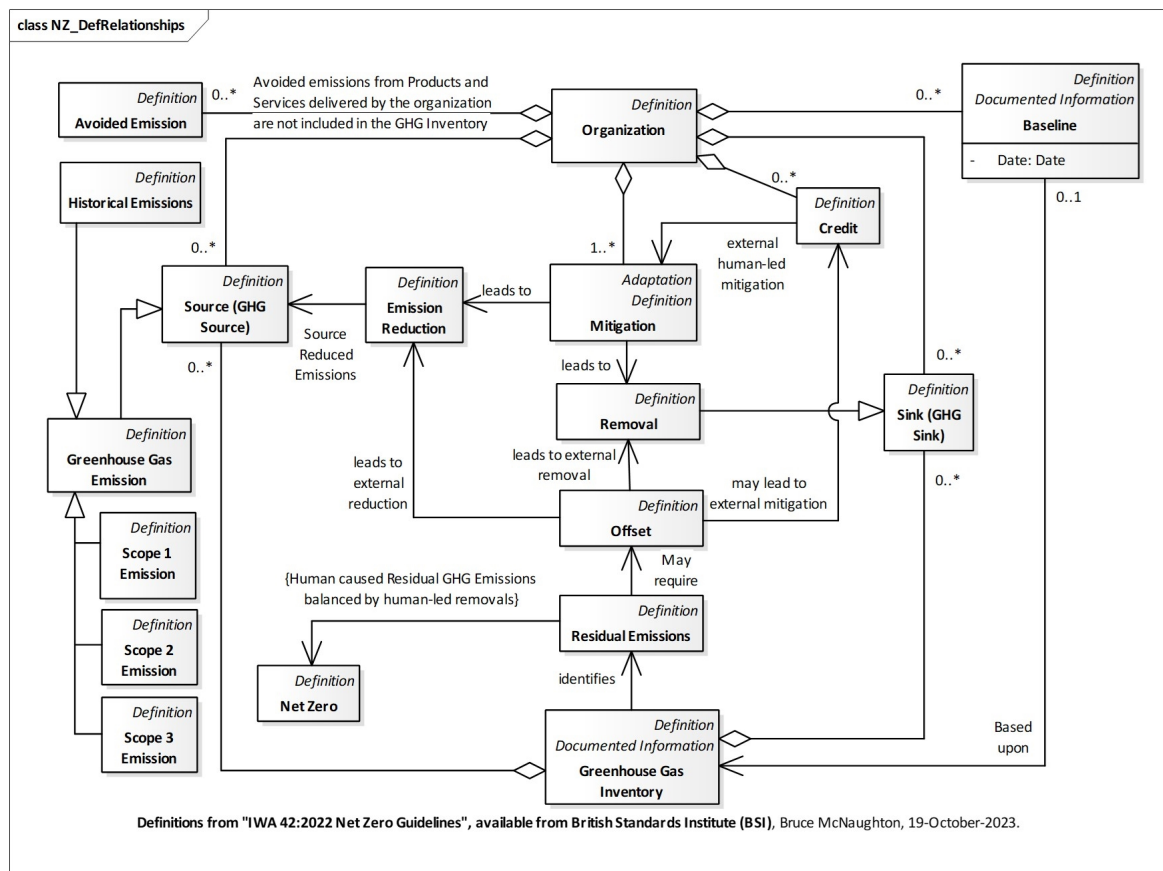 class NZ_DefRelationships
Definition
Avoided Emission
0..*
Avoided emissions from Products and
Services delivered by the organization
are not included in the GHG Inventory
Definition
Organization
0..*
Definition
Documented Information
Baseline
- Date: Date
0..1
Definition
Historical Emissions
0..*
Definition
Credit
external
human-led
mitigation
0..*
1..*
Definition
Source (GHG
Source)
0..*
Source
Reduced
Emissions
Definition
Emission
Reduction
leads to
Adaptation
Definition
Mitigation
leads to
0..*
Definition
Sink (GHG
Sink)
0..*
Definition
Removal
Definition
Greenhouse Gas
Emission
leads to
external
reduction
leads to external
removal
may lead to
external mitigation
Definition
Offset
Definition
Scope 1
Emission
May
require
{Human caused Residual GHG Emissions
balanced by human-led removals}
Definition
Residual Emissions
Definition
Scope 2
Emission
Definition
Net Zero
identifies
Definition
Scope 3
Emission
Definition
Documented Information
Greenhouse Gas
Inventory
Based
upon
Definitions from "IWA 42:2022 Net Zero Guidelines", available from British Standards Institute (BSI), Bruce McNaughton, 19-October-2023.